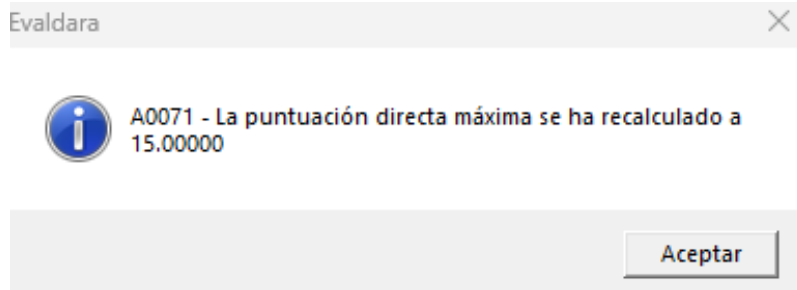 Evaldara
A0071 - La puntuación directa máxima se ha recalculado a
15.00000
Aceptar